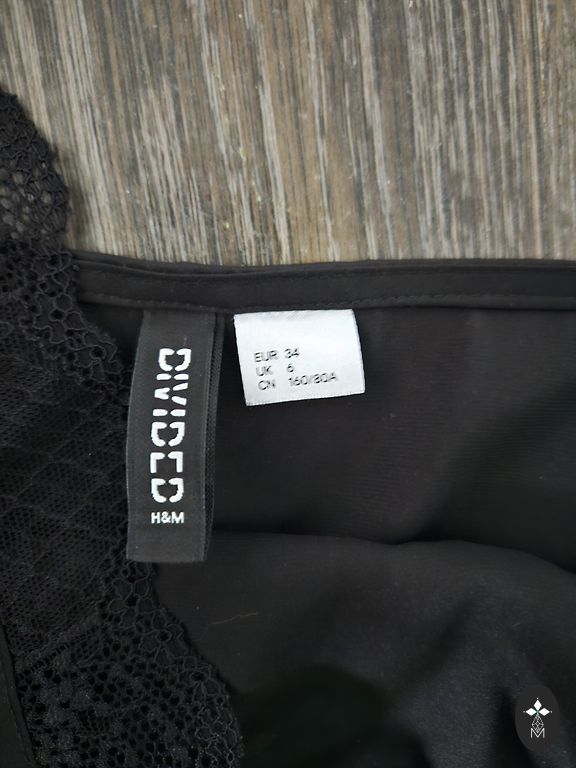 DIVIDED
H&M
EUR 34
UK 6
CN 160/80A
M